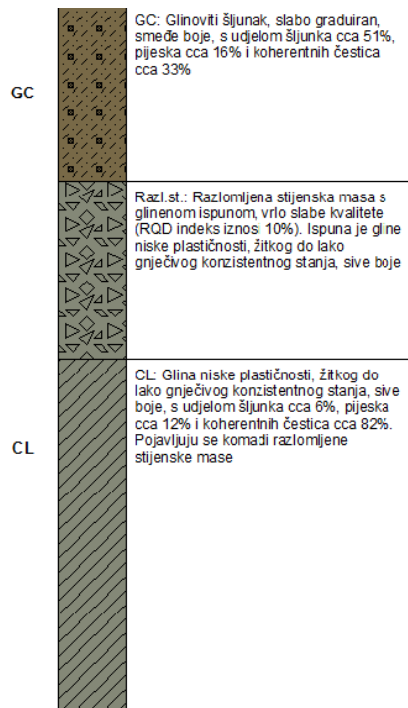 GC: Glinoviti šljunak, slabo graduiran,
smeđe boje, s udjelom šljunka cca 51%,
pijeska cca 16% i koherentnih čestica
cca 33%
GC
Razl.st.: Razlomljena stijenska masa s
glinenom ispunom, vrlo slabe kvalitete
(RQD indeks iznosi 10%). Ispuna je gline
niske plastičnosti, žitkog do lako
gnječivog konzistentnog stanja, sive boje
CL: Glina niske plastičnosti, žitkog do
lako gnječivog konzistentnog stanja, sive
boje, s udjelom šljunka cca 6%, pijeska
cca 12% i koherentnih čestica cca 82%.
Pojavljuju se komadi razlomljene
stijenske mase
CL